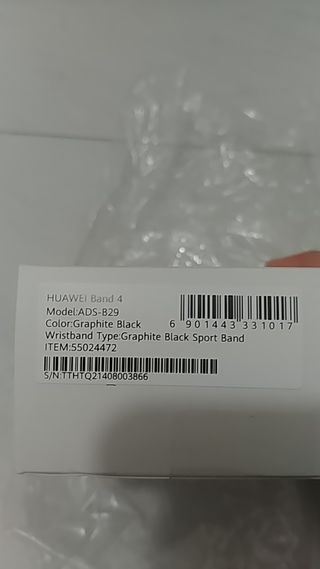 HUAWEI Band 4
Model:ADS-B29
Color:Graphite Black
6 901443 331017
Wristband Type:Graphite Black Sport Band
ITEM:55024472
S/N:TTHTQ21408003866